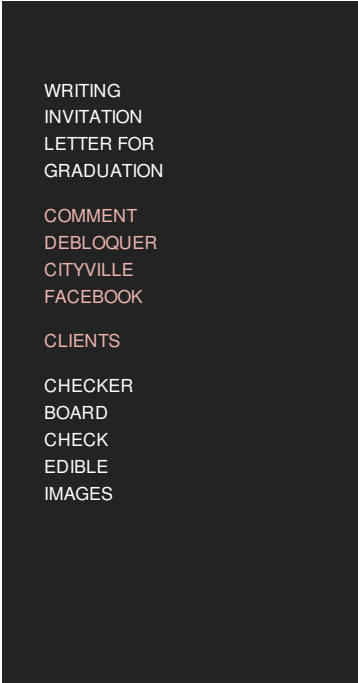 WRITING
INVITATION
LETTER FOR
GRADUATION
COMMENT
DEBLOQUER
CITYVILLE
FACEBOOK
CLIENTS
CHECKER
BOARD
CHECK
EDIBLE
IMAGES